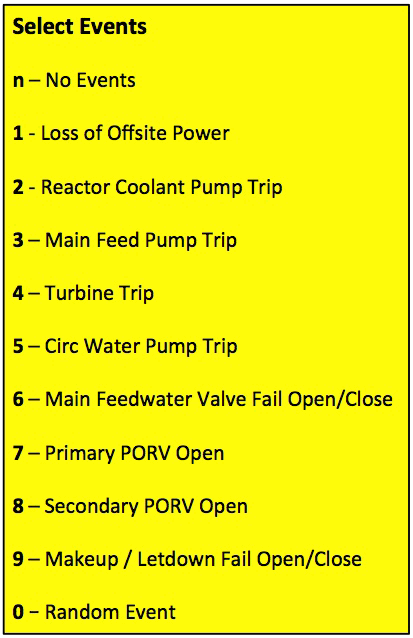 Select Events
n – No Events
1 - Loss of Offsite Power
2 - Reactor Coolant Pump Trip
3 – Main Feed Pump Trip
4 – Turbine Trip
5 – Circ Water Pump Trip
6 – Main Feedwater Valve Fail Open/Close
7 – Primary PORV Open
8 – Secondary PORV Open
9 – Makeup / Letdown Fail Open/Close
0 – Random Event